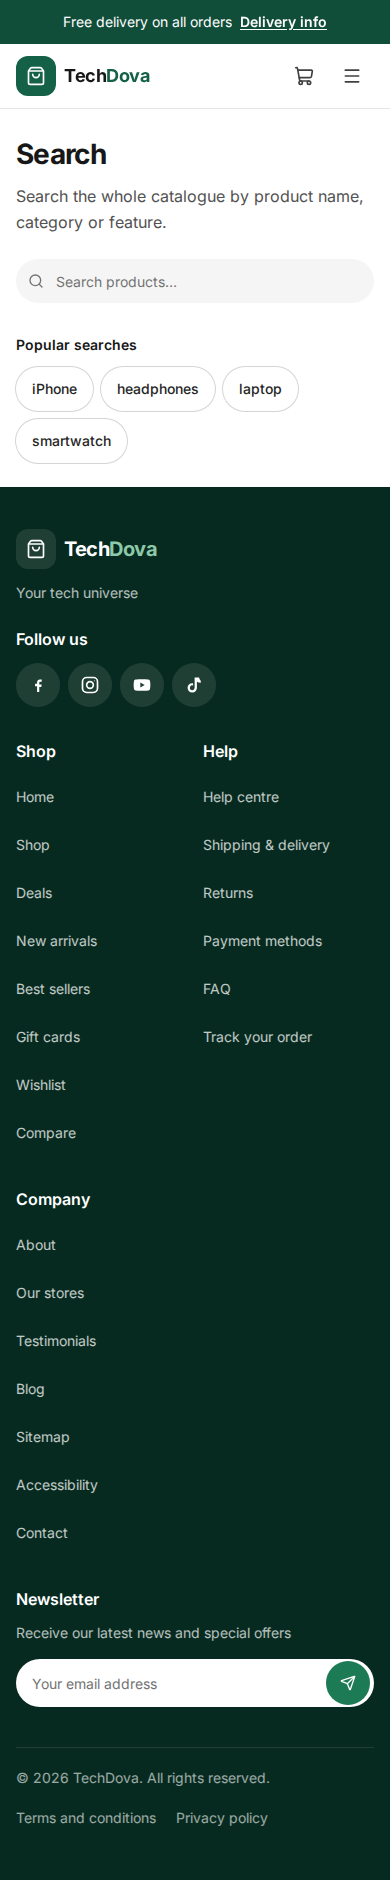 Free delivery on all orders Delivery info
TechDova
Search
Search the whole catalogue by product name,
category or feature.
Search products...
Popular searches
iPhone
headphones
laptop
smartwatch
TechDova
Your tech universe
Follow us
Shop
Home
Shop
Deals
New arrivals
Best sellers
Gift cards
Wishlist
Compare
Help
Help centre
Shipping & delivery
Returns
Payment methods
FAQ
Track your order
Company
About
Our stores
Testimonials
Blog
Sitemap
Accessibility
Contact
Newsletter
Receive our latest news and special offers
Your email address
© 2026 TechDova. All rights reserved.
Terms and conditions Privacy policy